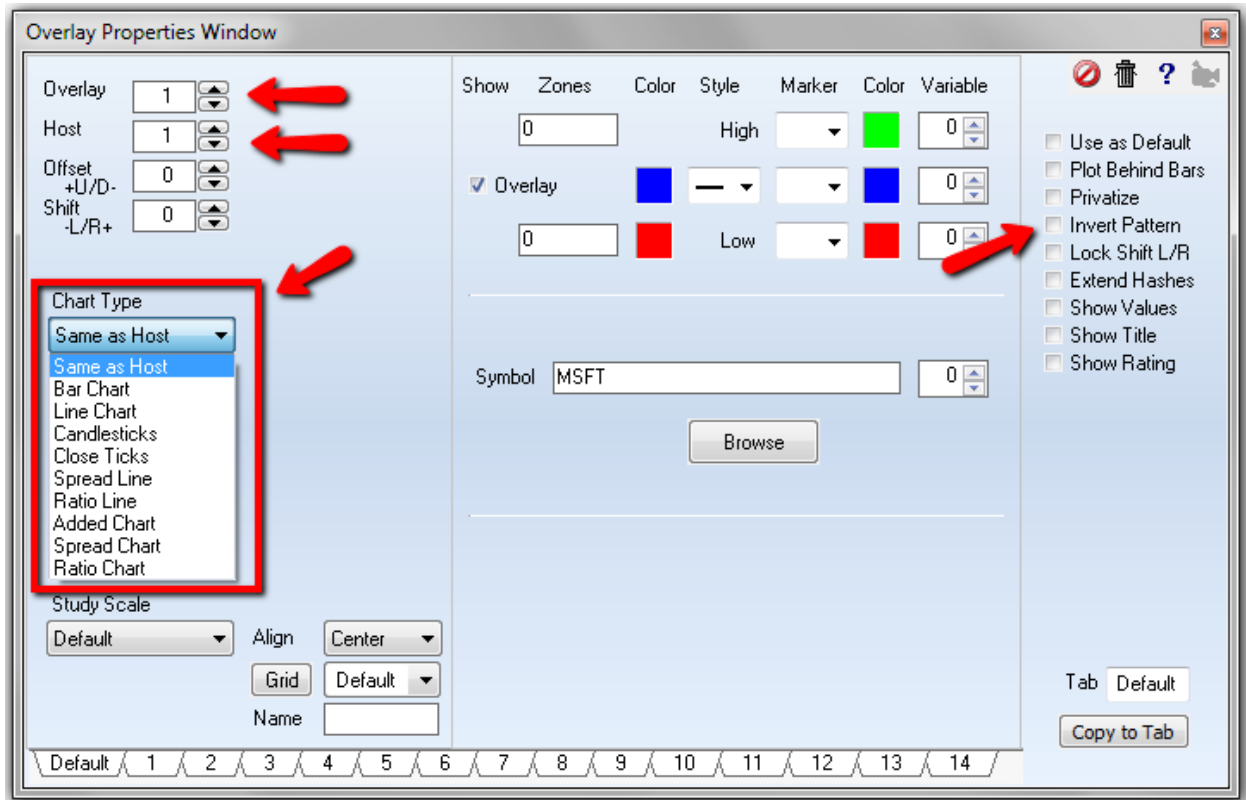 Overlay Properties Window
Overlay 1
Host 1
Offset 0
+U/D-
Shift 0
-L/R+
Chart Type
Same as Host
Same as Host
Bar Chart
Line Chart
Candlesticks
Close Ticks
Spread Line
Ratio Line
Added Chart
Spread Chart
Ratio Chart
Study Scale
Default Align Center
Grid Default
Name
Show Zones Color Style Marker Color Variable
0 High 0
Overlay 0
0 Low 0
Symbol MSFT 0
Browse
?
Use as Default
Plot Behind Bars
Privatize
Invert Pattern
Lock Shift L/R
Extend Hashes
Show Values
Show Title
Show Rating
Tab Default
Copy to Tab
Default 1 2 3 4 5 6 7 8 9 10 11 12 13 14